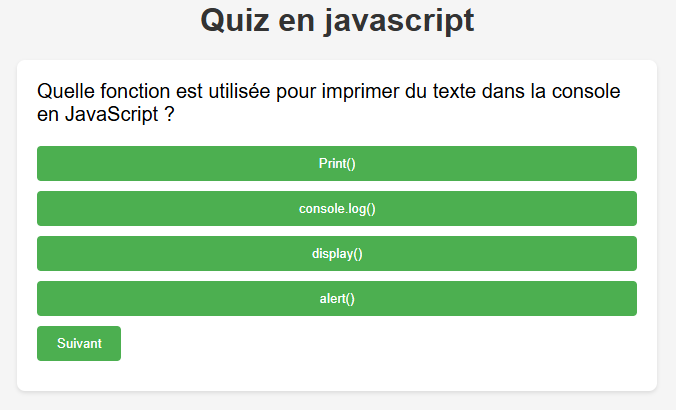 Quiz en javascript
Quelle fonction est utilisée pour imprimer du texte dans la console
en JavaScript ?
Print()
console.log()
display()
alert()
Suivant